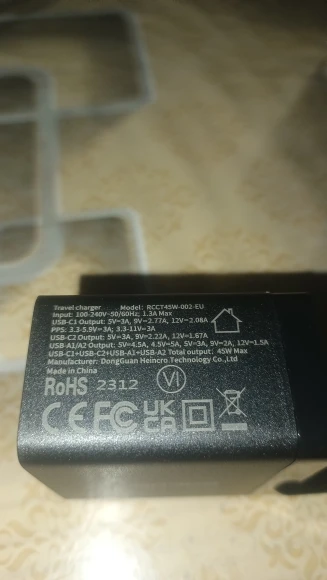 Travel charger Model: RCCT45W-002-EU
Input: 100-240V~50/60Hz; 1.3A Max
USB-C1 Output: 5V=3A, 9V=2.77A, 12V=2.08A
PPS: 3.3-5.9V=3A; 3.3-11V=3A
USB-C2 Output: 5V=3A, 9V=2.22A, 12V=1.67A
USB-A1/A2 Output: 5V=4.5A, 4.5V=5A, 5V=3A, 9V=2A, 12V=1.5A
USB-C1+USB-C2+USB-A1+USB-A2 Total output: 45W Max
Manufacturer: DongGuan Heincro Technology Co.,Ltd
Made in China
RoHS 2312 VI
CE FC UK
CA